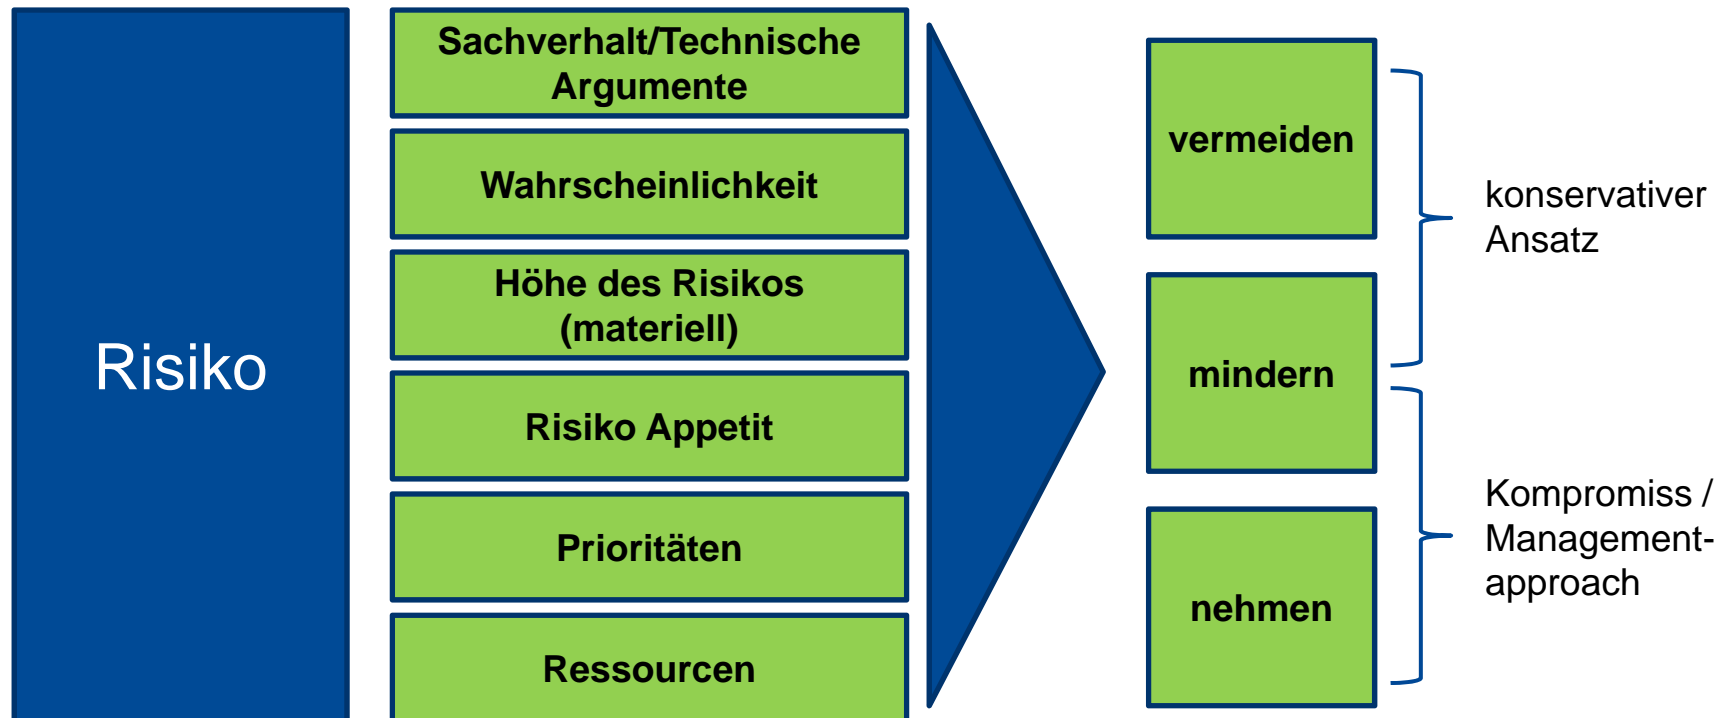 Risiko
Sachverhalt/Technische
Argumente
Wahrscheinlichkeit
Höhe des Risikos
(materiell)
Risiko Appetit
Prioritäten
Ressourcen
vermeiden
mindern
nehmen
konservativer
Ansatz
Kompromiss /
Management-
approach